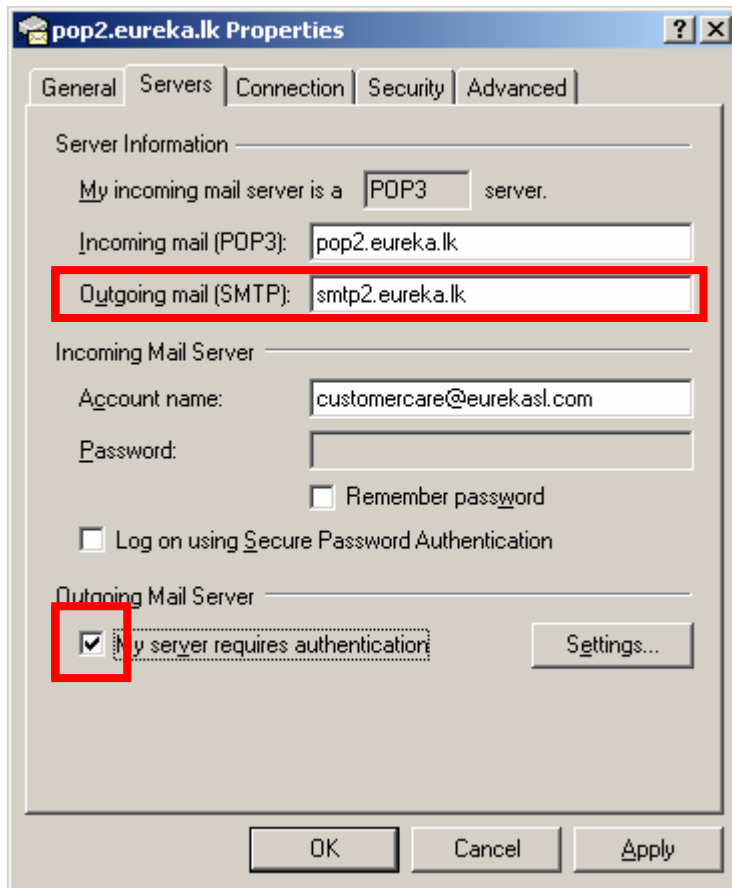 pop2.eureka.lk Properties ? X
General Servers Connection Security Advanced
Server Information
My incoming mail server is a POP3 server.
Incoming mail (POP3): pop2.eureka.lk
Outgoing mail (SMTP): smtp2.eureka.lk
Incoming Mail Server
Account name: customercare@eurekasl.com
Password:
Remember password
Log on using Secure Password Authentication
Outgoing Mail Server
My server requires authentication Settings...
OK Cancel Apply